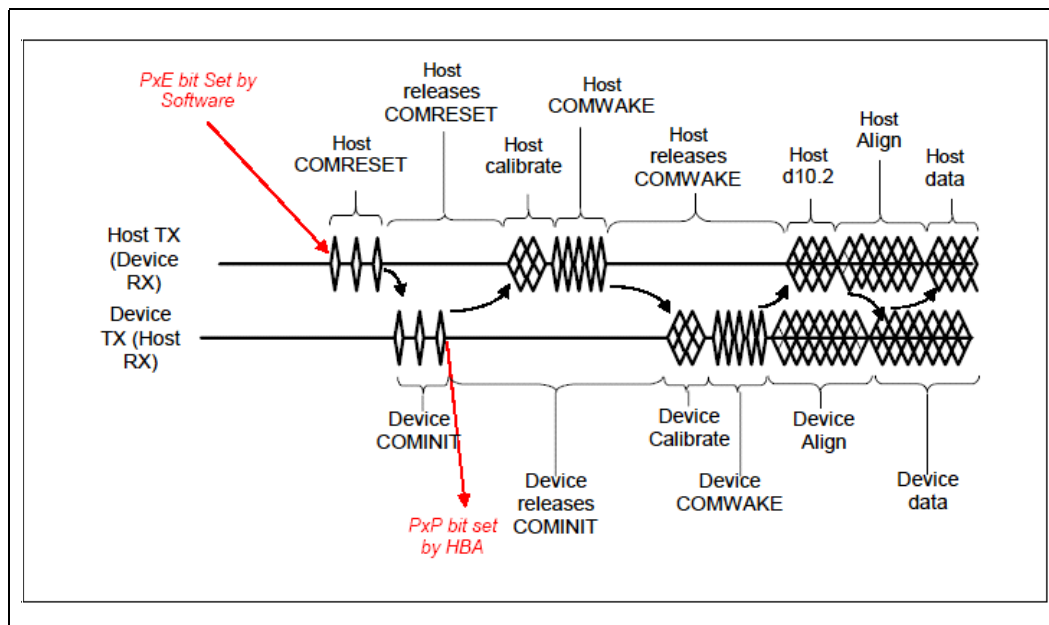 PxE bit Set by
Software
Host
COMRESET
Host
releases
COMRESET
Host
calibrate
Host
COMWAKE
Host
releases
COMWAKE
Host
d10.2
Host
Align
Host
data
Host TX
(Device
RX)
Device
TX (Host
RX)
Device
COMINIT
PxP bit set
by HBA
Device
releases
COMINIT
Device
Calibrate
Device
COMWAKE
Device
Align
Device
data